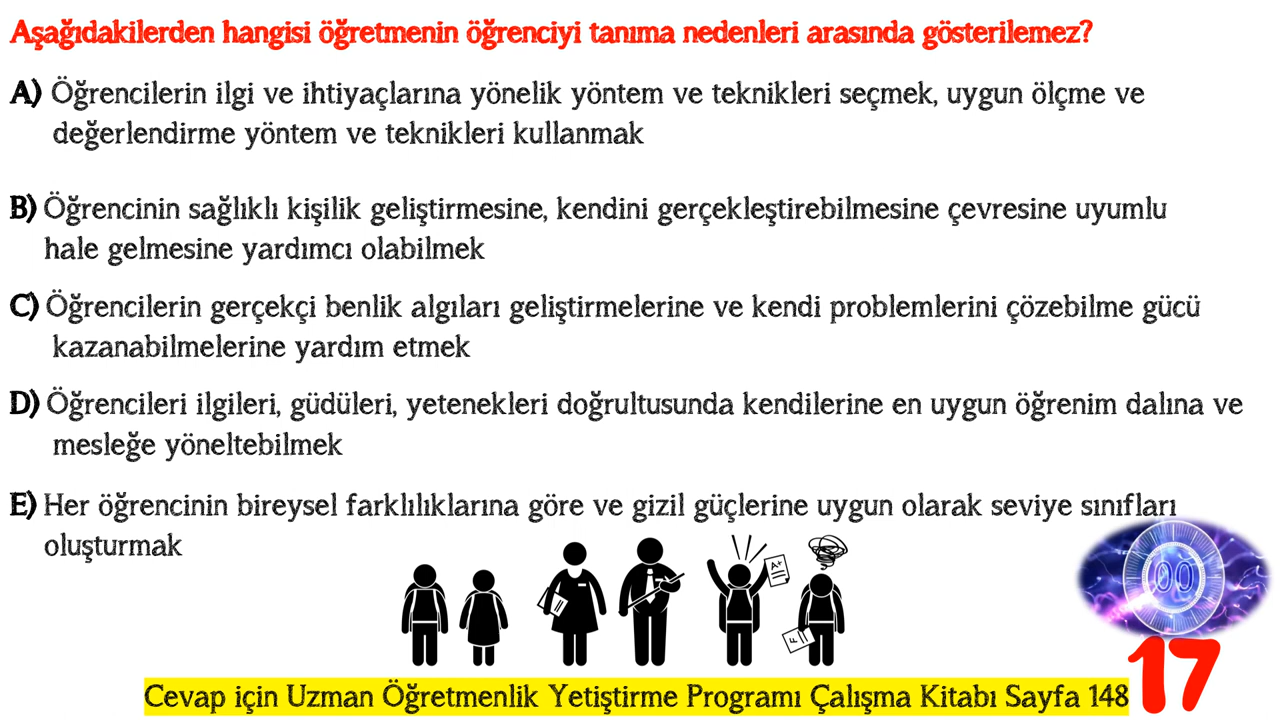 Aşağıdakilerden hangisi öğretmenin öğrenciyi tanıma nedenleri arasında gösterilemez?
A) Öğrencilerin ilgi ve ihtiyaçlarına yönelik yöntem ve teknikleri seçmek, uygun ölçme ve
değerlendirme yöntem ve teknikleri kullanmak
B) Öğrencinin sağlıklı kişilik geliştirmesine, kendini gerçekleştirebilmesine çevresine uyumlu
hale gelmesine yardımcı olabilmek
C) Öğrencilerin gerçekçi benlik algıları geliştirmelerine ve kendi problemlerini çözebilme gücü
kazanabilmelerine yardım etmek
D) Öğrencileri ilgileri, güdüleri, yetenekleri doğrultusunda kendilerine en uygun öğrenim dalına ve
mesleğe yöneltebilmek
E) Her öğrencinin bireysel farklılıklarına göre ve gizil güçlerine uygun olarak seviye sınıfları
oluşturmak
A+
F
00
17
Cevap için Uzman Öğretmenlik Yetiştirme Programı Çalışma Kitabı Sayfa 148